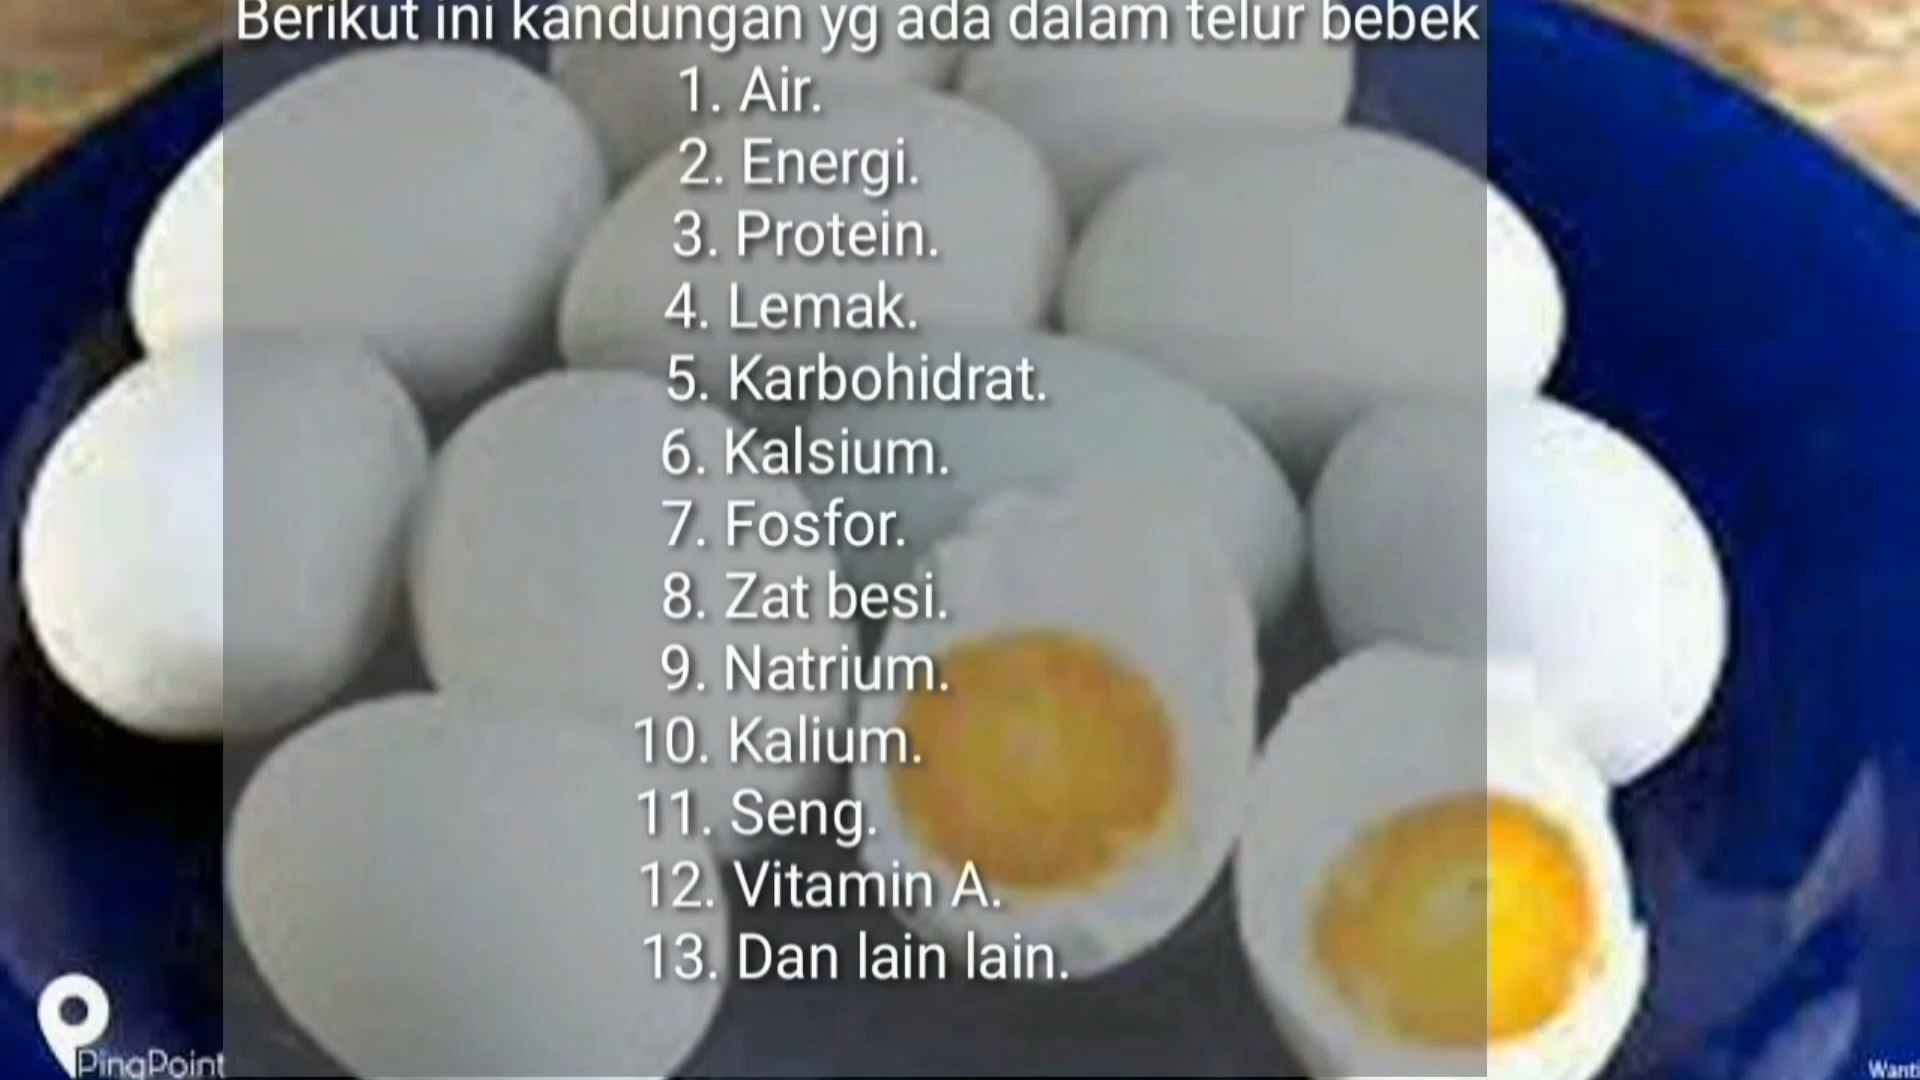 Berikut ini kandungan yg ada dalam telur bebek
1. Air.
2. Energi.
3. Protein.
4. Lemak.
5. Karbohidrat.
6. Kalsium.
7. Fosfor.
8. Zat besi.
9. Natrium.
10. Kalium.
11. Seng.
12. Vitamin A.
13. Dan lain lain.
PingPoint